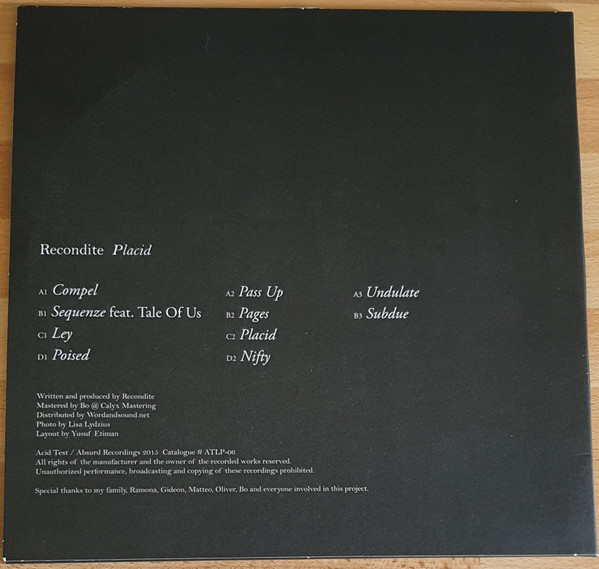 Recondite Placid
A1 Compel A2 Pass Up A3 Undulate
B1 Sequenze feat. Tale Of Us B2 Pages B3 Subdue
C1 Ley C2 Placid
D1 Poised D2 Nifty
Written and produced by Recondite
Mastered by Bo @ Calyx Mastering
Distributed by Wordandsound.net
Photo by Lisa Lydzius
Layout by Yusuf Etiman
Acid Test / Absurd Recordings 2015 Catalogue # ATLP-06
All rights of the manufacturer and the owner of the recorded works reserved.
Unauthorized performance, broadcasting and copying of these recordings prohibited.
Special thanks to my family, Ramona, Gideon, Matteo, Oliver, Bo and everyone involved in this project.